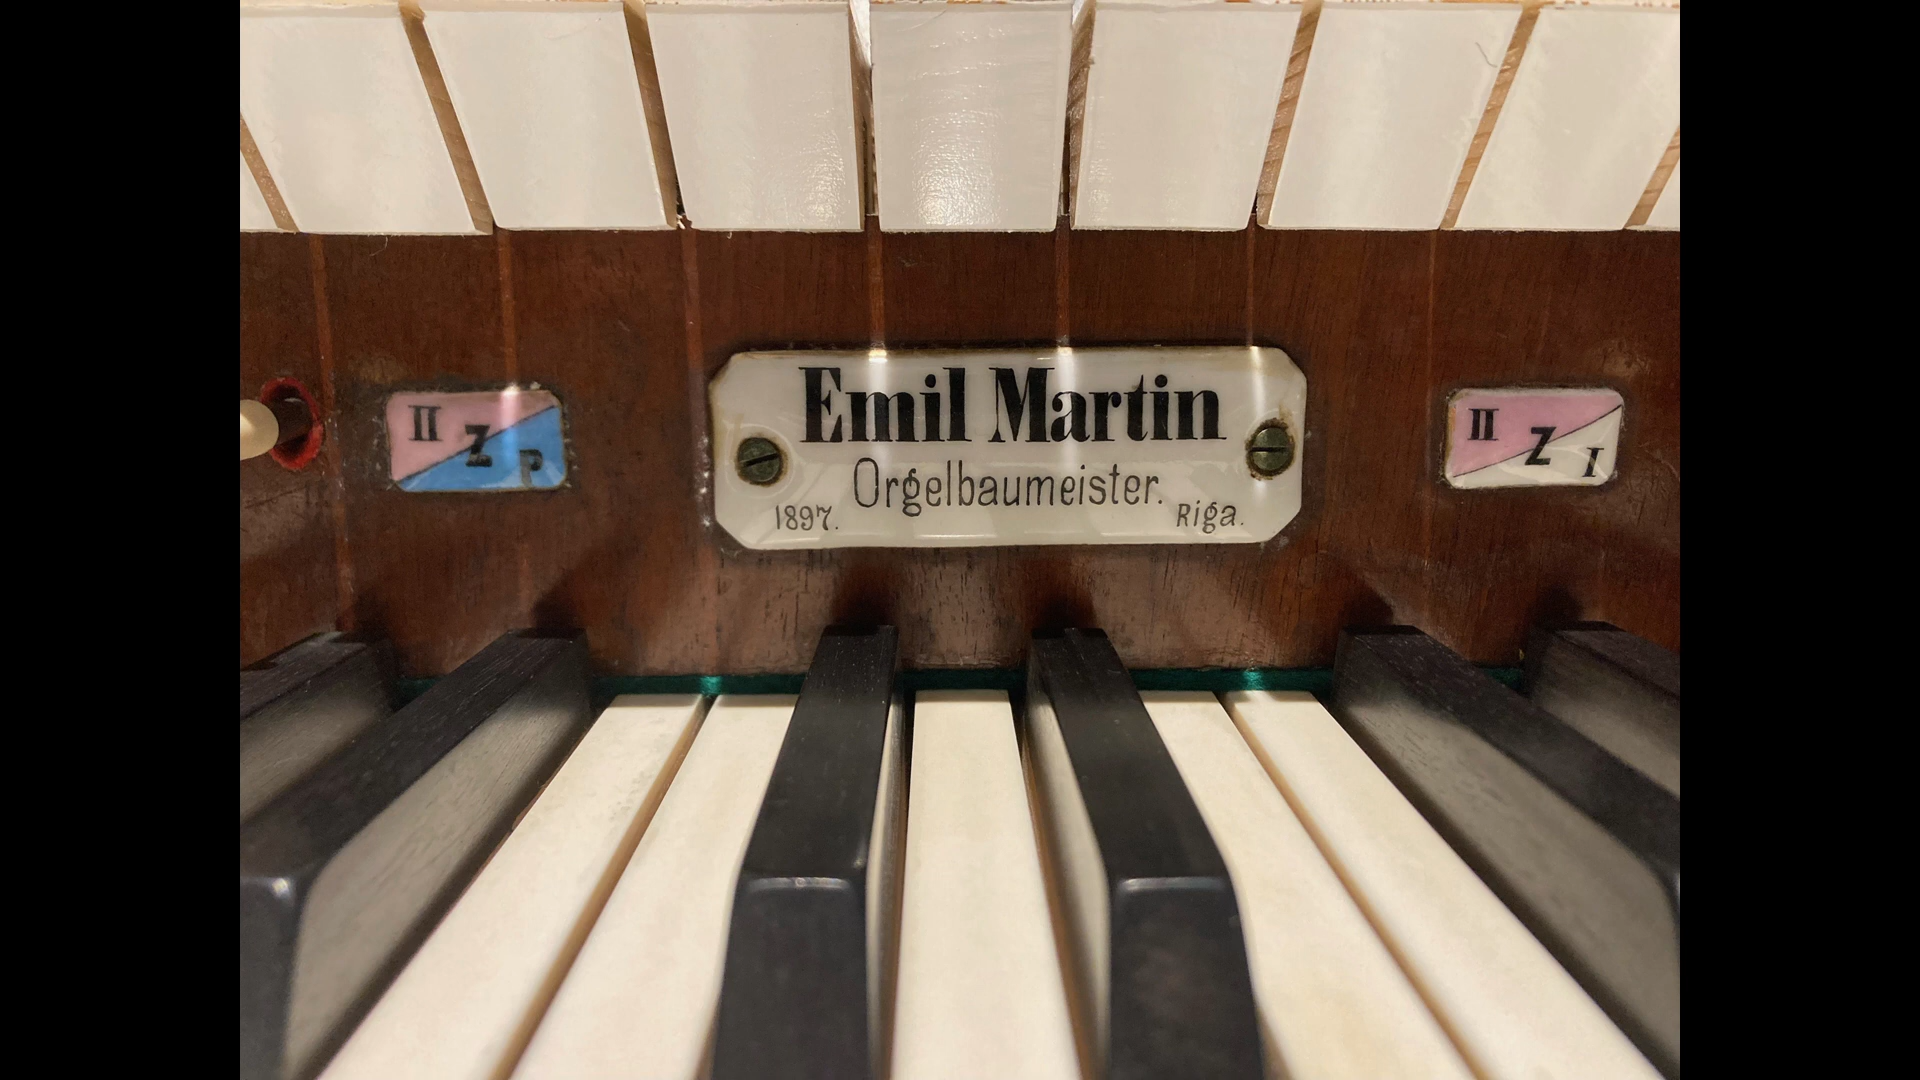 II Z P
Emil Martin
Orgelbaumeister.
1897. Riga.
II Z I